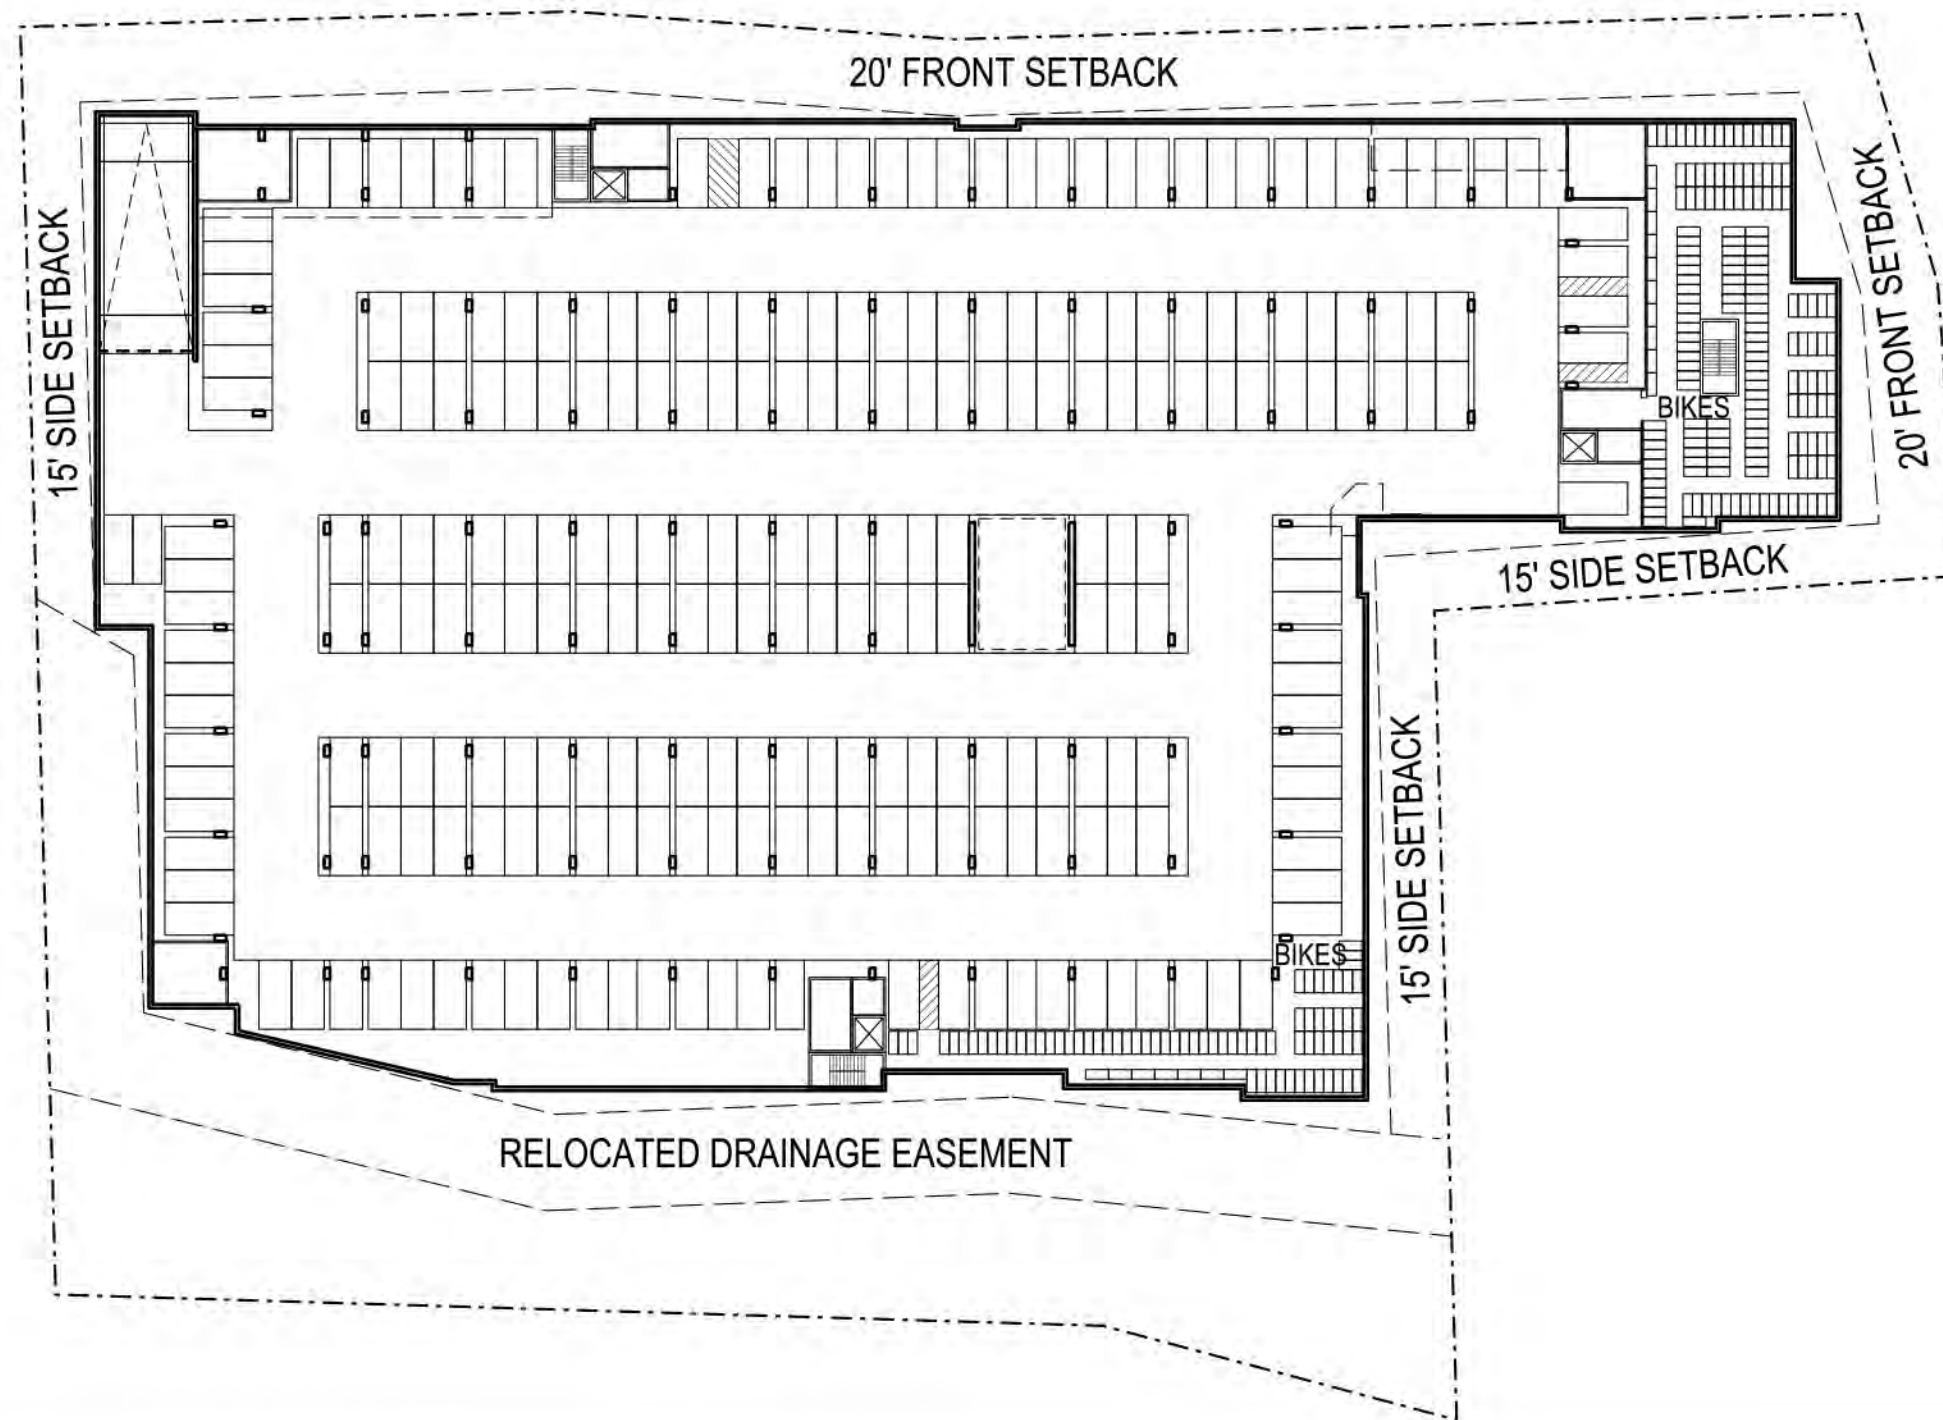 20' FRONT SETBACK
15' SIDE SETBACK
20' FRONT SETBACK
BIKES
15' SIDE SETBACK
15' SIDE SETBACK
BIKES
RELOCATED DRAINAGE EASEMENT